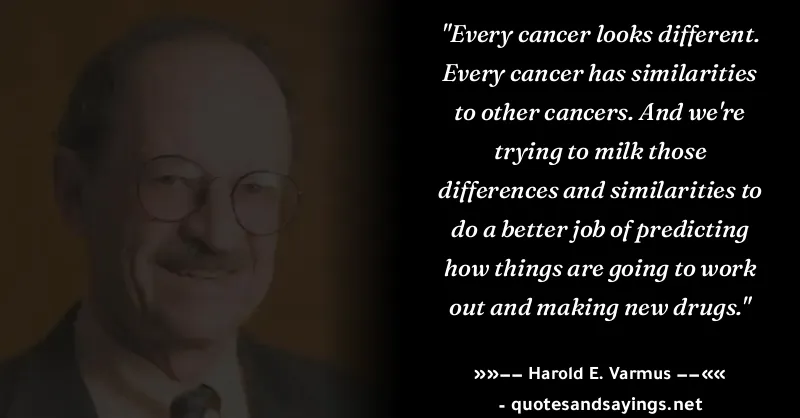 "Every cancer looks different.
Every cancer has similarities
to other cancers. And we're
trying to milk those
differences and similarities to
do a better job of predicting
how things are going to work
out and making new drugs."
»»−− Harold E. Varmus −−««
- quotesandsayings.net